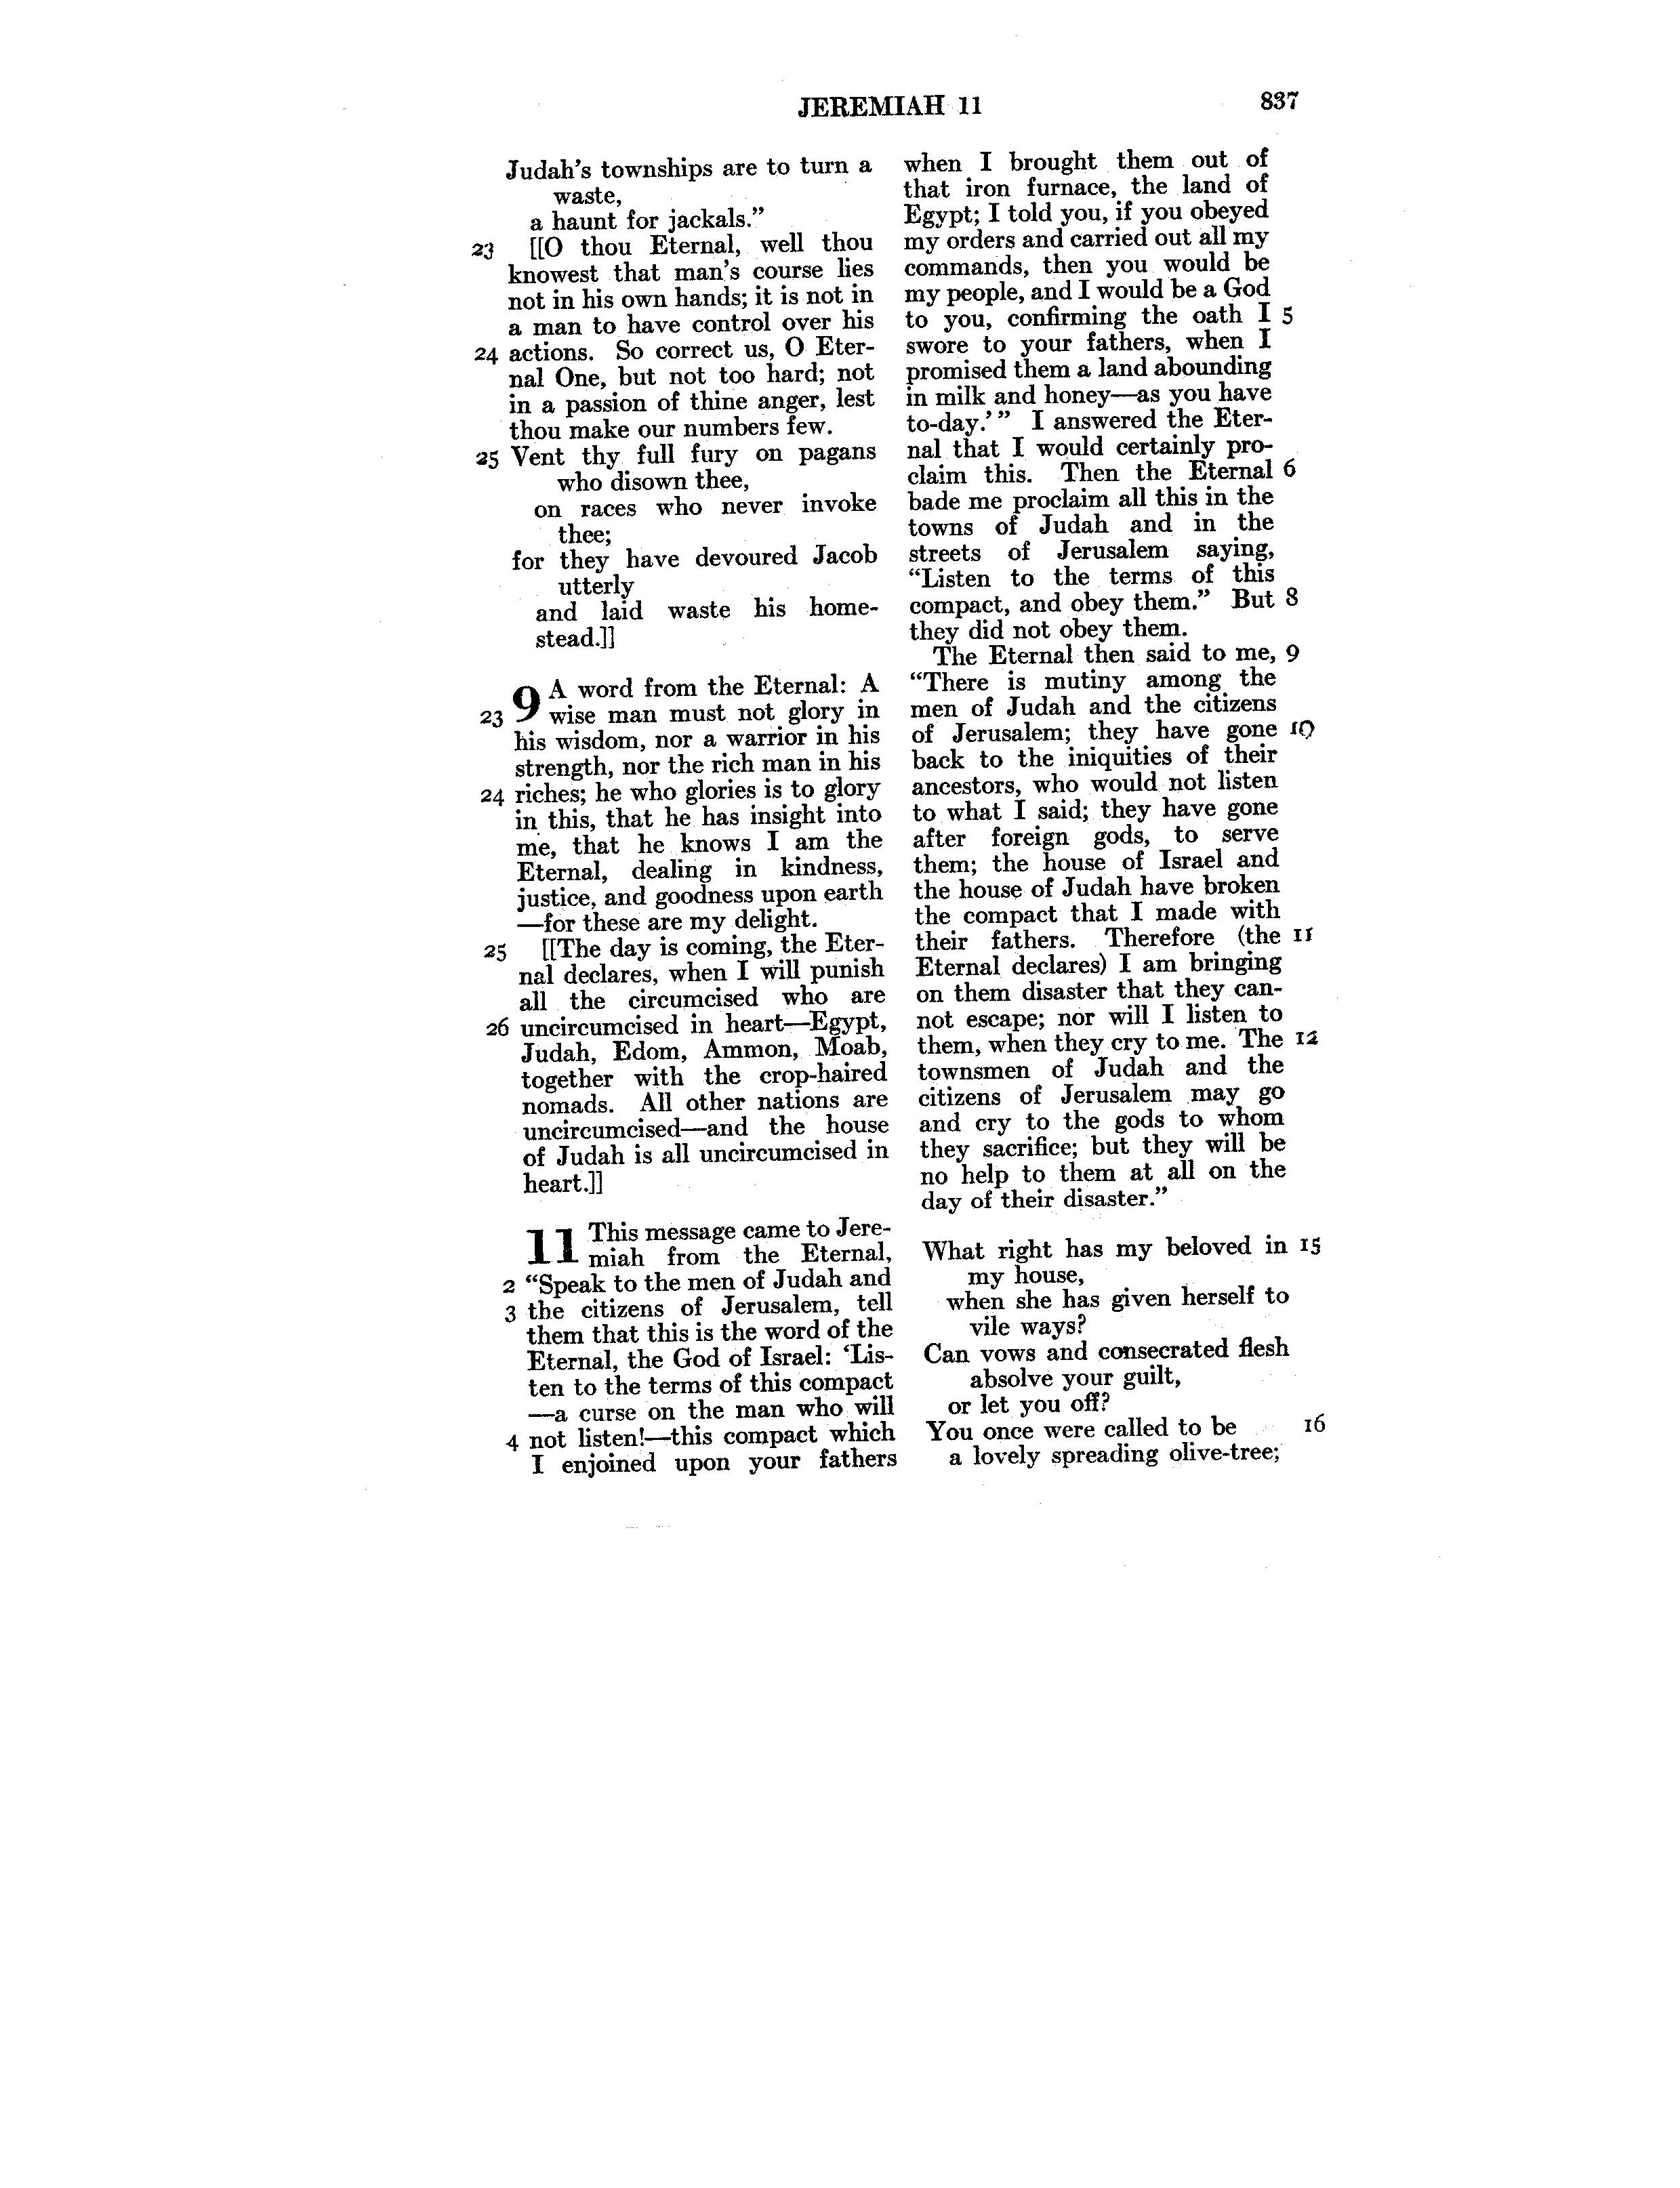 JEREMIAH 11 837
Judah's townships are to turn a
waste,
a haunt for jackals.”
23 [[O thou Eternal, well thou
knowest that man's course lies
not in his own hands; it is not in
a man to have control over his
24 actions. So correct us, O Eter-
nal One, but not too hard; not
in a passion of thine anger, lest
thou make our numbers few.
25 Vent thy full fury on pagans
who disown thee,
on races who never invoke
thee;
for they have devoured Jacob
utterly
and laid waste his home-
stead.]]
9 A word from the Eternal: A
23 wise man must not glory in
his wisdom, nor a warrior in his
strength, nor the rich man in his
24 riches; he who glories is to glory
in this, that he has insight into
me, that he knows I am the
Eternal, dealing in kindness,
justice, and goodness upon earth
—for these are my delight.
25 [[The day is coming, the Eter-
nal declares, when I will punish
all the circumcised who are
26 uncircumcised in heart—Egypt,
Judah, Edom, Ammon, Moab,
together with the crop-haired
nomads. All other nations are
uncircumcised—and the house
of Judah is all uncircumcised in
heart.]]
11 This message came to Jere-
miah from the Eternal,
2 “Speak to the men of Judah and
3 the citizens of Jerusalem, tell
them that this is the word of the
Eternal, the God of Israel: ‘Lis-
ten to the terms of this compact
—a curse on the man who will
4 not listen!—this compact which
I enjoined upon your fathers
when I brought them out of
that iron furnace, the land of
Egypt; I told you, if you obeyed
my orders and carried out all my
commands, then you would be
my people, and I would be a God
to you, confirming the oath I 5
swore to your fathers, when I
promised them a land abounding
in milk and honey—as you have
to-day.’” I answered the Eter-
nal that I would certainly pro-
claim this. Then the Eternal 6
bade me proclaim all this in the
towns of Judah and in the
streets of Jerusalem saying,
“Listen to the terms of this
compact, and obey them.” But 8
they did not obey them.
The Eternal then said to me, 9
“There is mutiny among the
men of Judah and the citizens
of Jerusalem; they have gone 10
back to the iniquities of their
ancestors, who would not listen
to what I said; they have gone
after foreign gods, to serve
them; the house of Israel and
the house of Judah have broken
the compact that I made with
their fathers. Therefore (the 11
Eternal declares) I am bringing
on them disaster that they can-
not escape; nor will I listen to
them, when they cry to me. The 12
townsmen of Judah and the
citizens of Jerusalem may go
and cry to the gods to whom
they sacrifice; but they will be
no help to them at all on the
day of their disaster.”
What right has my beloved in 15
my house,
when she has given herself to
vile ways?
Can vows and consecrated flesh
absolve your guilt,
or let you off?
You once were called to be 16
a lovely spreading olive-tree;